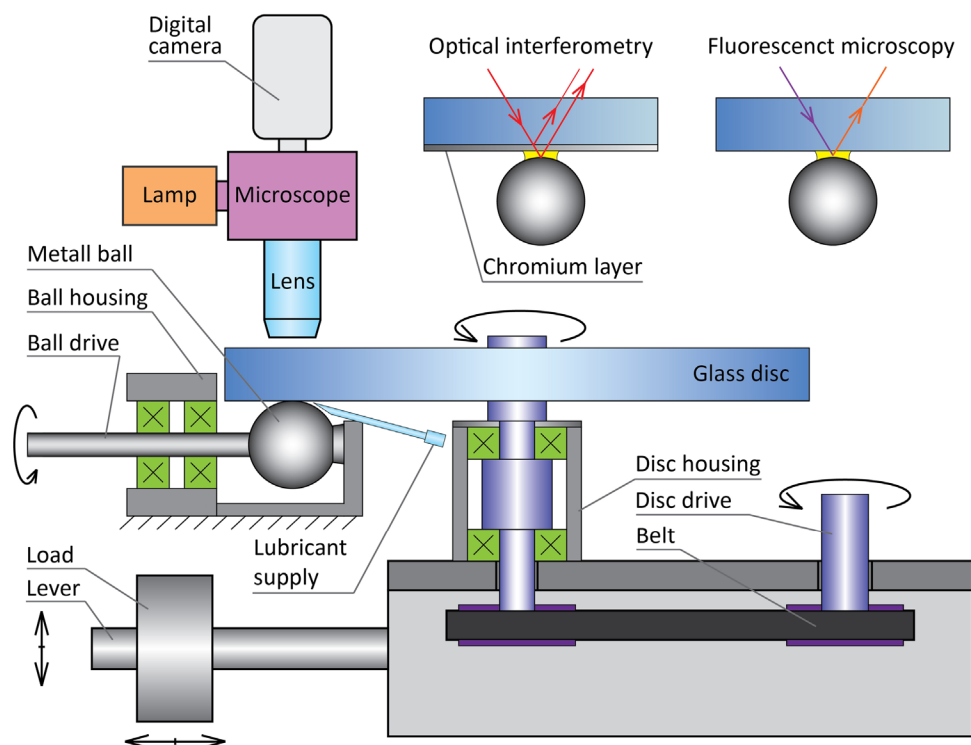 Digital
camera
Optical interferometry
Fluorescenct microscopy
Lamp
Microscope
Metall ball
Lens
Chromium layer
Ball housing
Ball drive
Glass disc
Disc housing
Disc drive
Belt
Lubricant
supply
Load
Lever